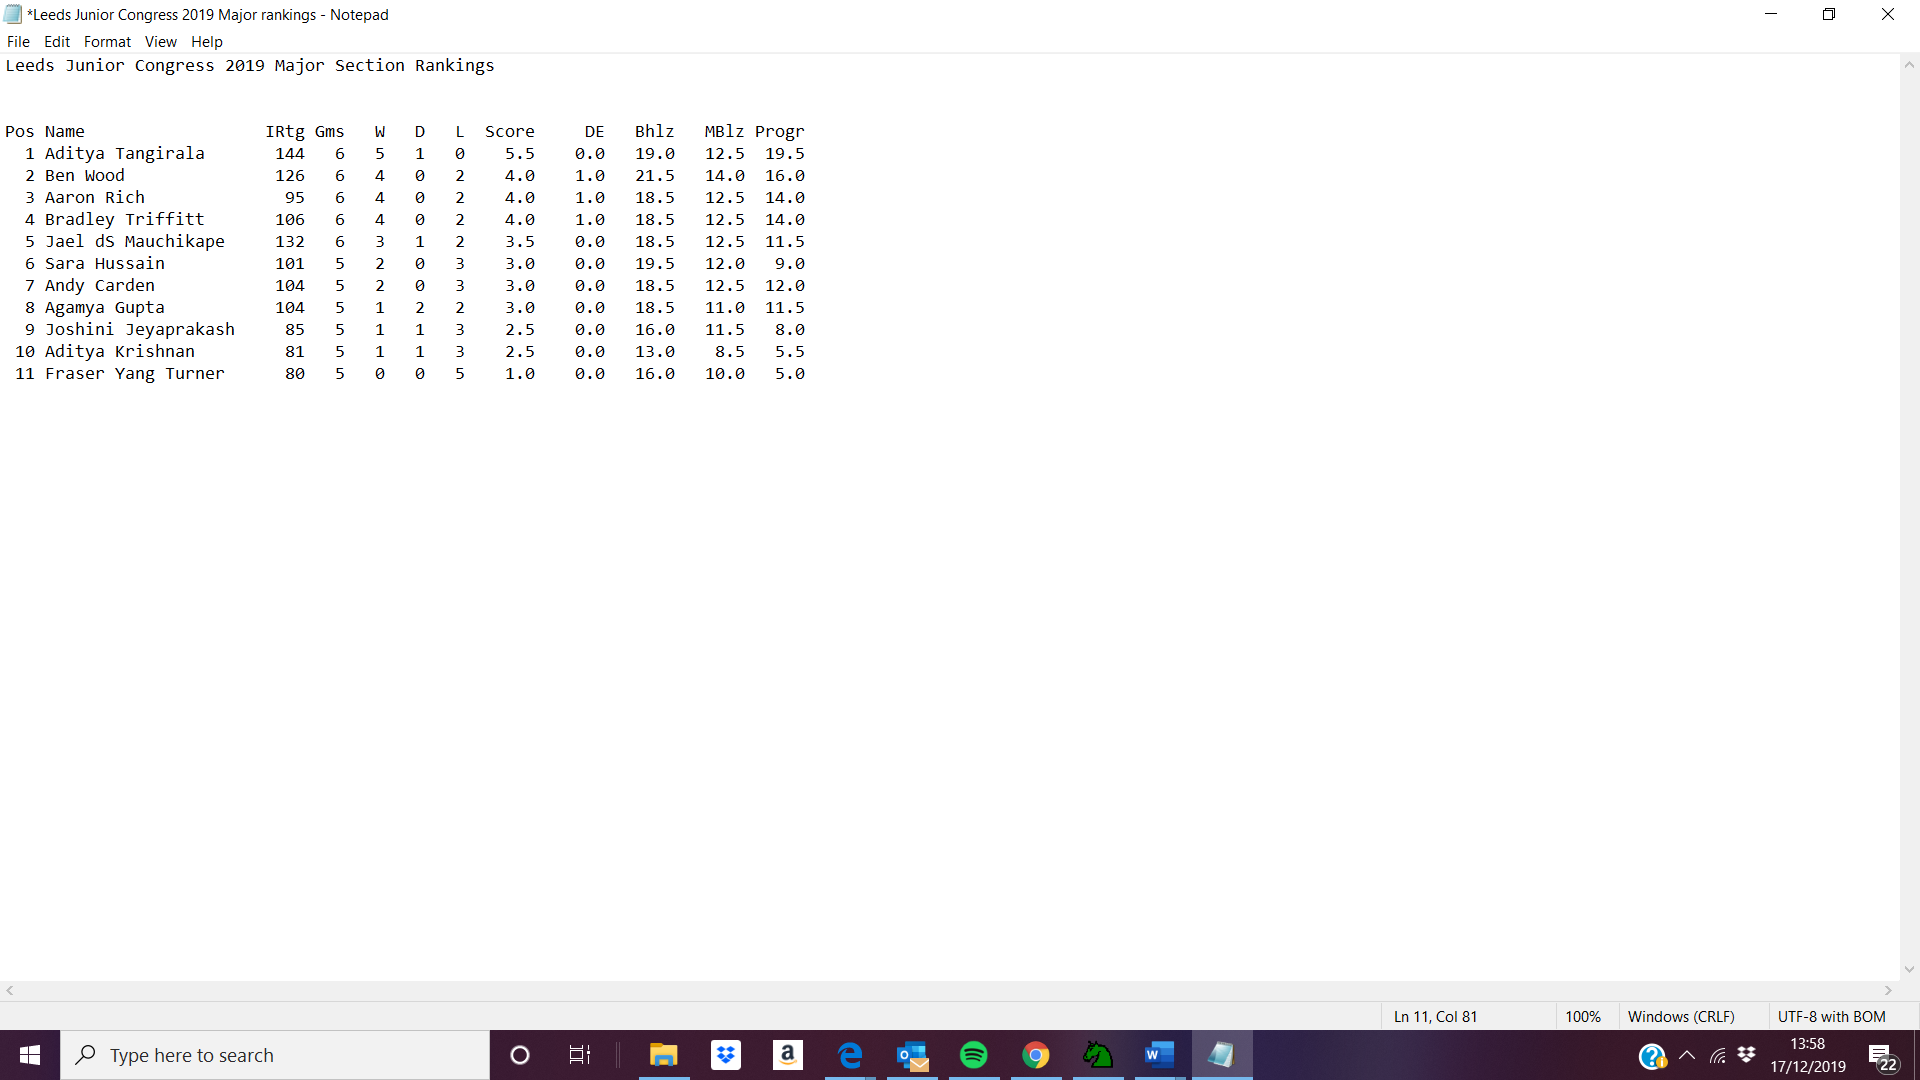 *Leeds Junior Congress 2019 Major rankings - Notepad
File Edit Format View Help
Leeds Junior Congress 2019 Major Section Rankings
Pos Name IRtg Gms W D L Score DE Bhlz MBlz Progr
1 Aditya Tangirala 144 6 5 1 0 5.5 0.0 19.0 12.5 19.5
2 Ben Wood 126 6 4 0 2 4.0 1.0 21.5 14.0 16.0
3 Aaron Rich 95 6 4 0 2 4.0 1.0 18.5 12.5 14.0
4 Bradley Triffitt 106 6 4 0 2 4.0 1.0 18.5 12.5 14.0
5 Jael dS Mauchikape 132 6 3 1 2 3.5 0.0 18.5 12.5 11.5
6 Sara Hussain 101 5 2 0 3 3.0 0.0 19.5 12.0 9.0
7 Andy Carden 104 5 2 0 3 3.0 0.0 18.5 12.5 12.0
8 Agamya Gupta 104 5 1 2 2 3.0 0.0 18.5 11.0 11.5
9 Joshini Jeyaprakash 85 5 1 1 3 2.5 0.0 16.0 11.5 8.0
10 Aditya Krishnan 81 5 1 1 3 2.5 0.0 13.0 8.5 5.5
11 Fraser Yang Turner 80 5 0 0 5 1.0 0.0 16.0 10.0 5.0
Ln 11, Col 81 100% Windows (CRLF) UTF-8 with BOM
Type here to search
13:58
17/12/2019
22